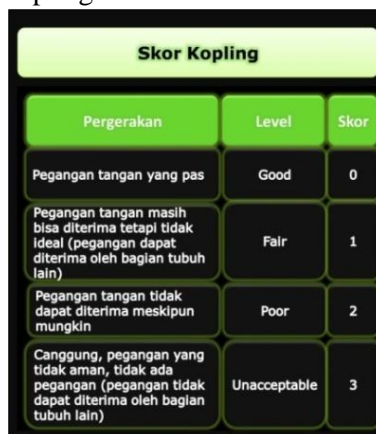 Skor Kopling
Pergerakan Level Skor
Pegangan tangan yang pas Good 0
Pegangan tangan masih
bisa diterima tetapi tidak
ideal (pegangan dapat
diterima oleh bagian tubuh
lain)
Fair 1
Pegangan tangan tidak
dapat diterima meskipun
mungkin
Poor 2
Canggung, pegangan yang
tidak aman, tidak ada
pegangan (pegangan tidak
dapat diterima oleh bagian
tubuh lain)
Unacceptable 3